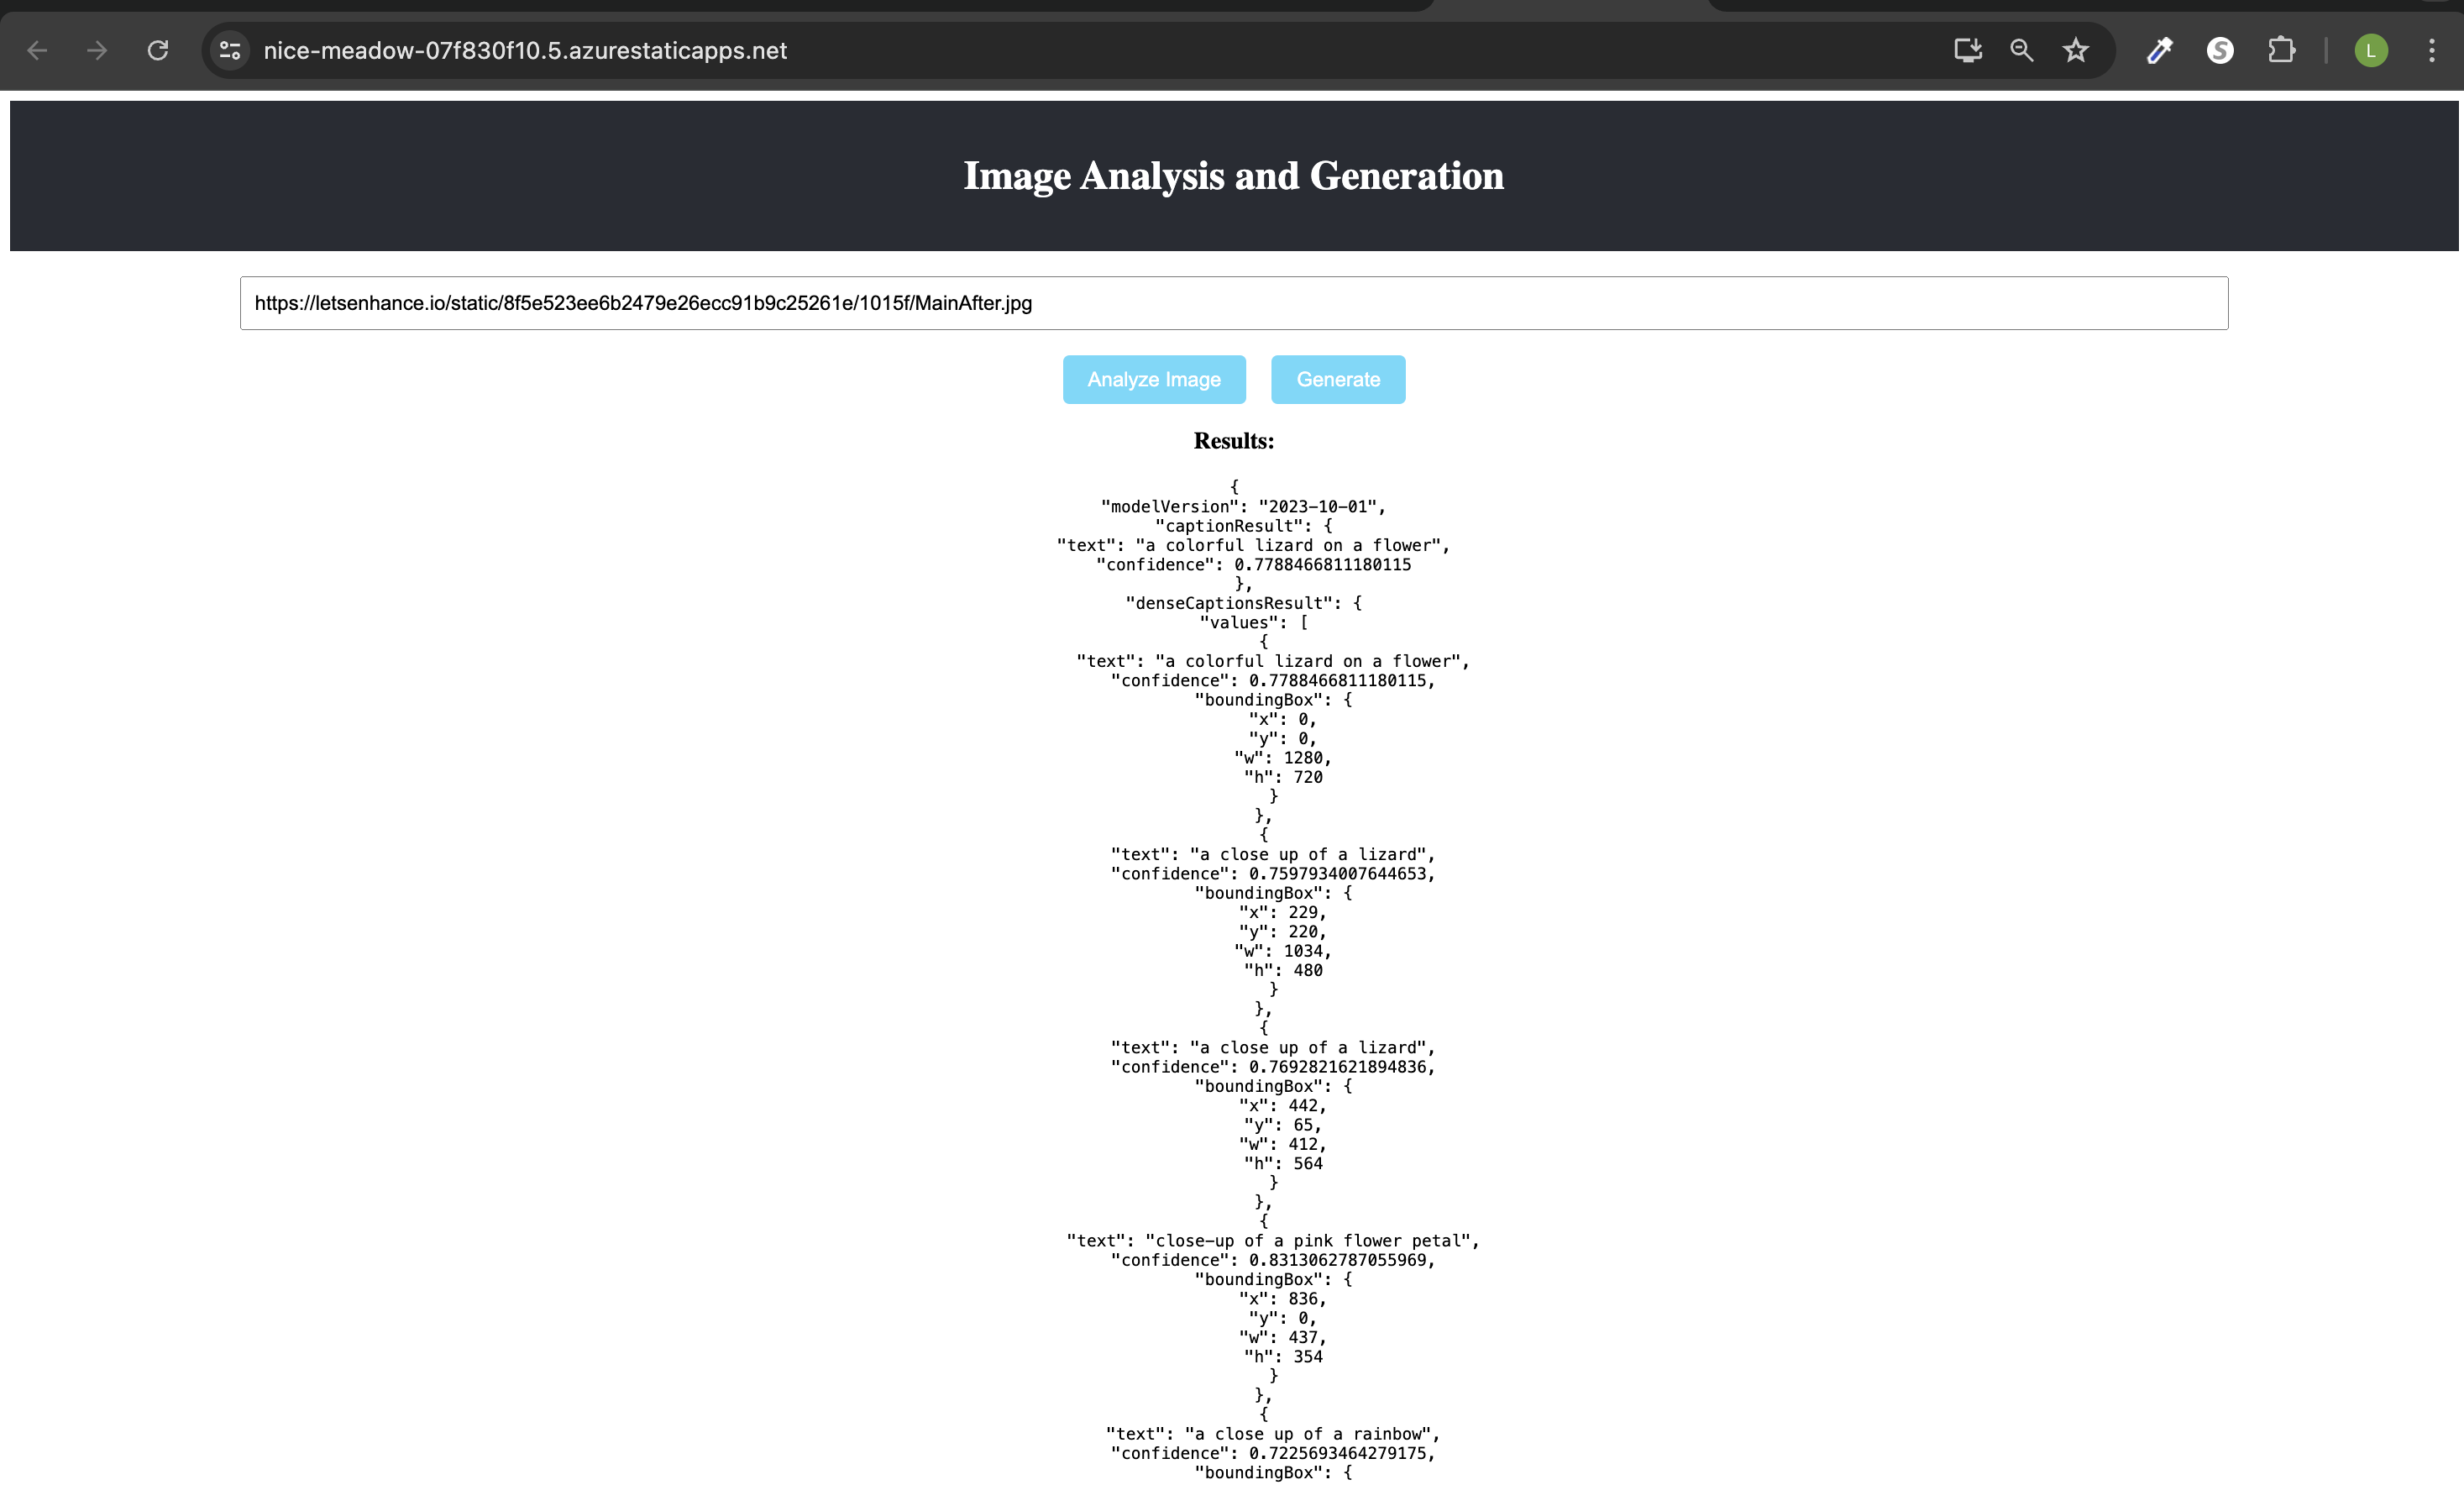 nice-meadow-07f830f10.5.azurestaticapps.net
S
L
Image Analysis and Generation
https://letsenhance.io/static/8f5e523ee6b2479e26ecc91b9c25261e/1015f/MainAfter.jpg
Analyze Image Generate
Results:
{
"modelVersion": "2023-10-01",
"captionResult": {
"text": "a colorful lizard on a flower",
"confidence": 0.7788466811180115
},
"denseCaptionsResult": {
"values": [
{
"text": "a colorful lizard on a flower",
"confidence": 0.7788466811180115,
"boundingBox": {
"x": 0,
"y": 0,
"w": 1280,
"h": 720
}
},
{
"text": "a close up of a lizard",
"confidence": 0.7597934007644653,
"boundingBox": {
"x": 229,
"y": 220,
"w": 1034,
"h": 480
}
},
{
"text": "a close up of a lizard",
"confidence": 0.7692821621894836,
"boundingBox": {
"x": 442,
"y": 65,
"w": 412,
"h": 564
}
},
{
"text": "close-up of a pink flower petal",
"confidence": 0.8313062787055969,
"boundingBox": {
"x": 836,
"y": 0,
"w": 437,
"h": 354
}
},
{
"text": "a close up of a rainbow",
"confidence": 0.7225693464279175,
"boundingBox": {